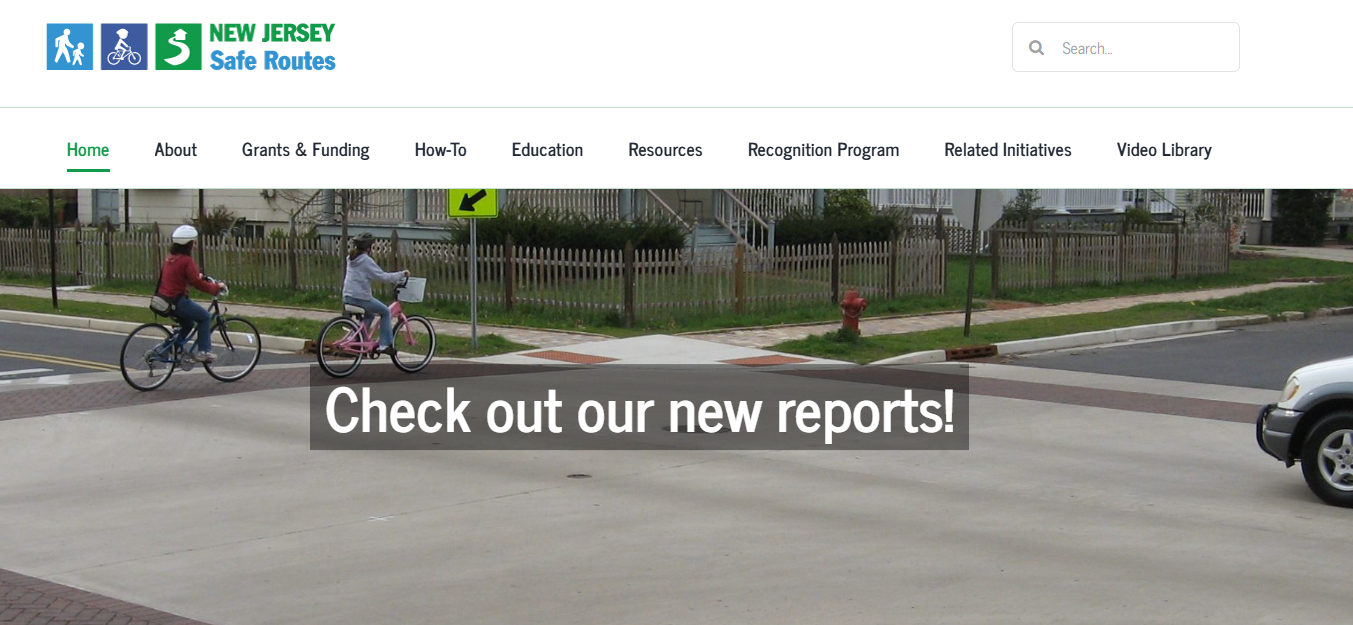 NEW JERSEY
Safe Routes
Search...
Home About Grants & Funding How-To Education Resources Recognition Program Related Initiatives Video Library
Check out our new reports!